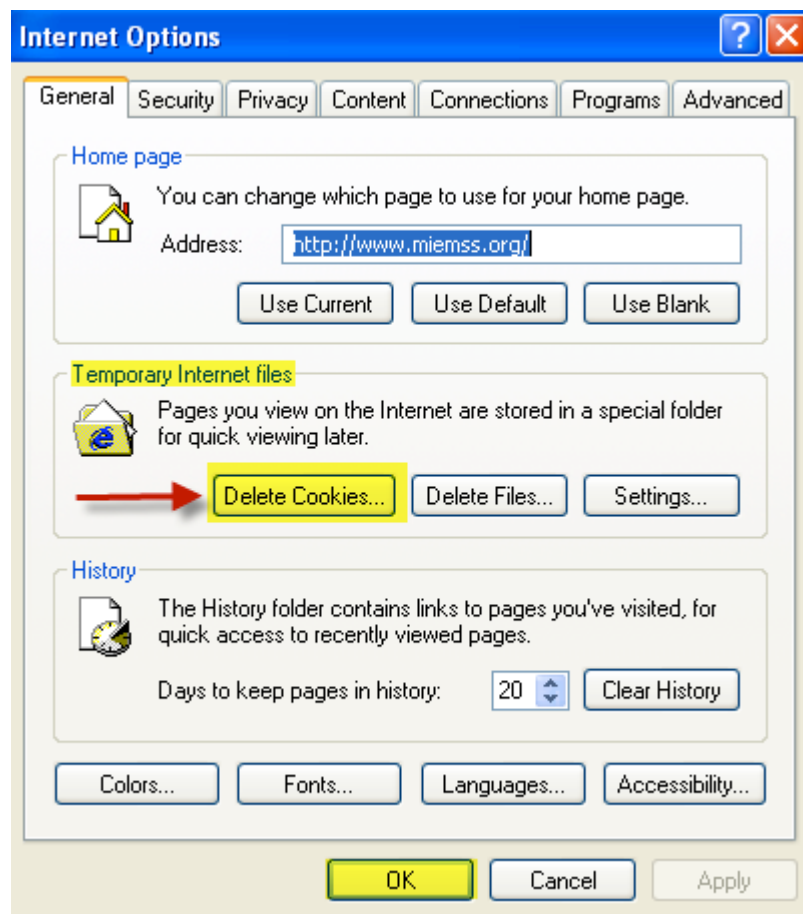 Internet Options
General Security Privacy Content Connections Programs Advanced
Home page
You can change which page to use for your home page.
Address: http://www.miemss.org/
Use Current Use Default Use Blank
Temporary Internet files
Pages you view on the Internet are stored in a special folder
for quick viewing later.
Delete Cookies... Delete Files... Settings...
History
The History folder contains links to pages you've visited, for
quick access to recently viewed pages.
Days to keep pages in history: 20 Clear History
Colors... Fonts... Languages... Accessibility...
OK Cancel Apply